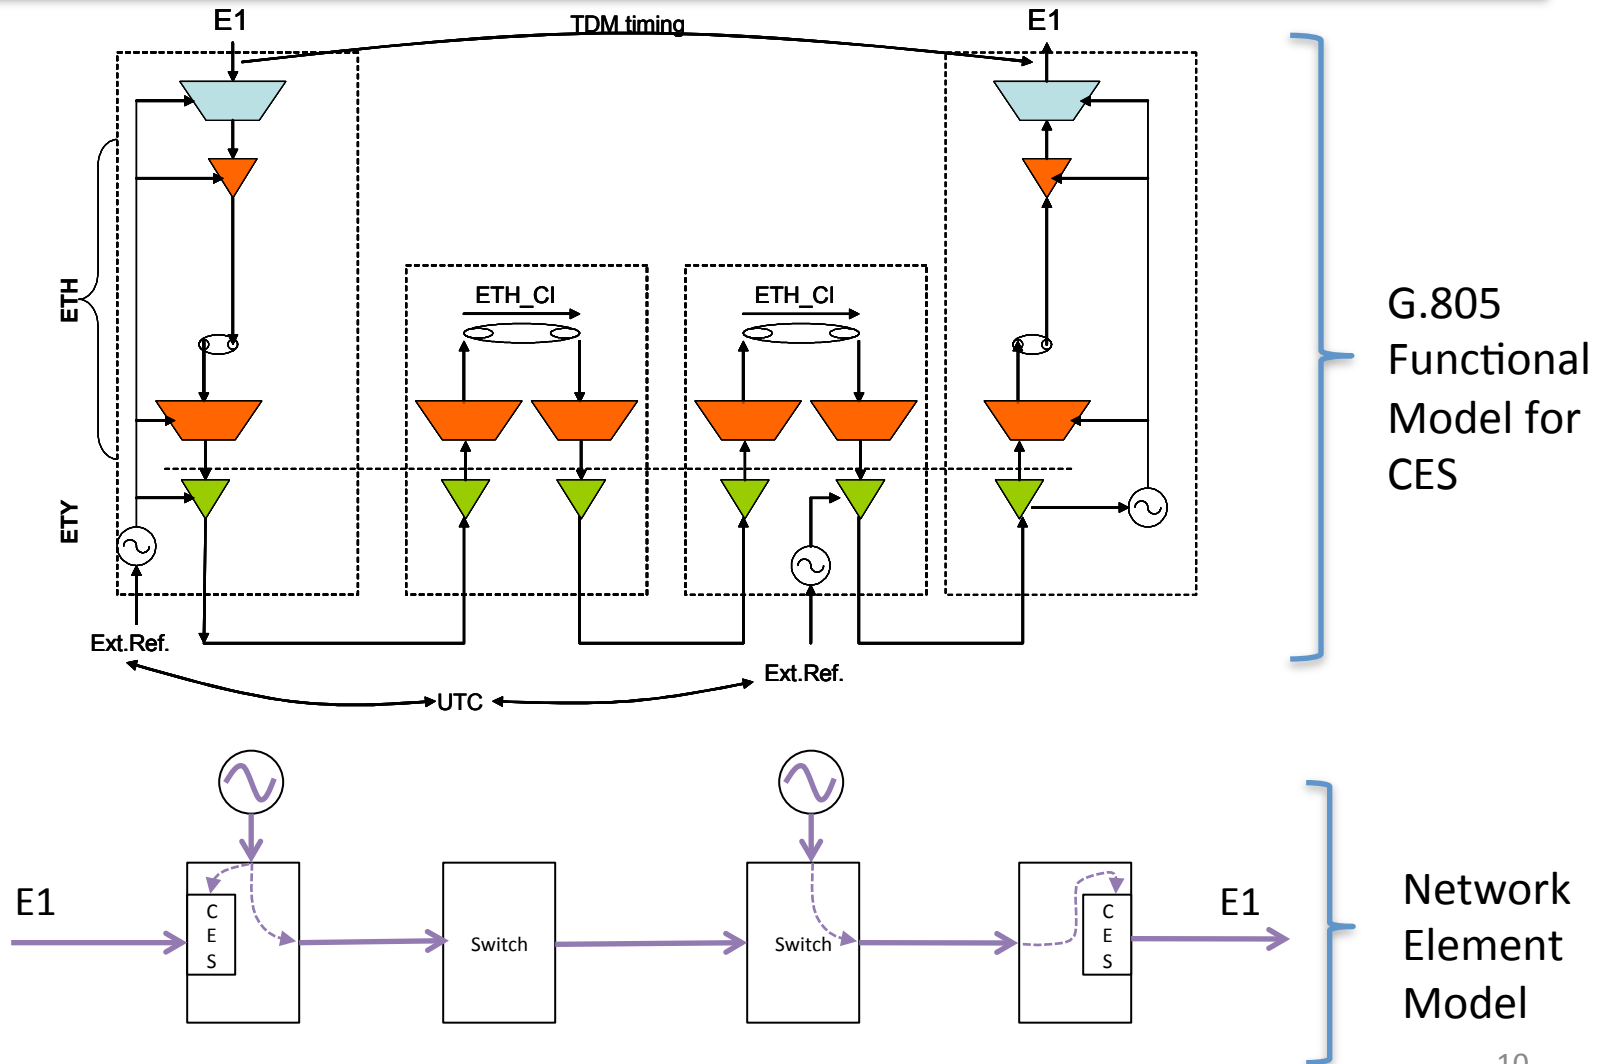 E1
TDM timing
E1
ETH
ETH_CI
ETH_CI
G.805
Functional
Model for
CES
ETY
Ext.Ref.
Ext.Ref.
UTC
E1
C
E
S
Switch
Switch
C
E
S
E1
Network
Element
Model
10